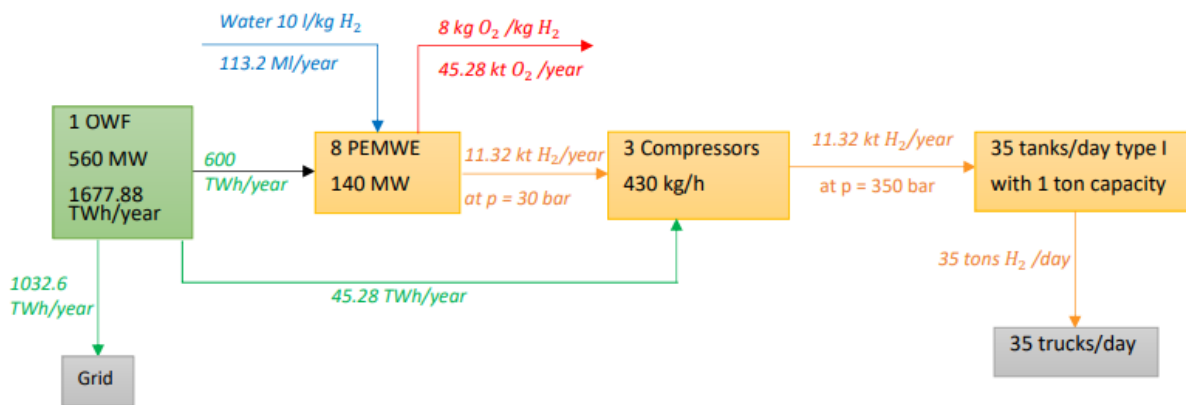 Water 10 l/kg H₂
113.2 Ml/year
8 kg O₂ /kg H₂
45.28 kt O₂ /year
1 OWF
560 MW
1677.88
TWh/year
600
TWh/year
8 PEMWE
140 MW
11.32 kt H₂/year
at p = 30 bar
3 Compressors
430 kg/h
11.32 kt H₂/year
at p = 350 bar
35 tanks/day type I
with 1 ton capacity
1032.6
TWh/year
45.28 TWh/year
35 tons H₂ /day
Grid
35 trucks/day